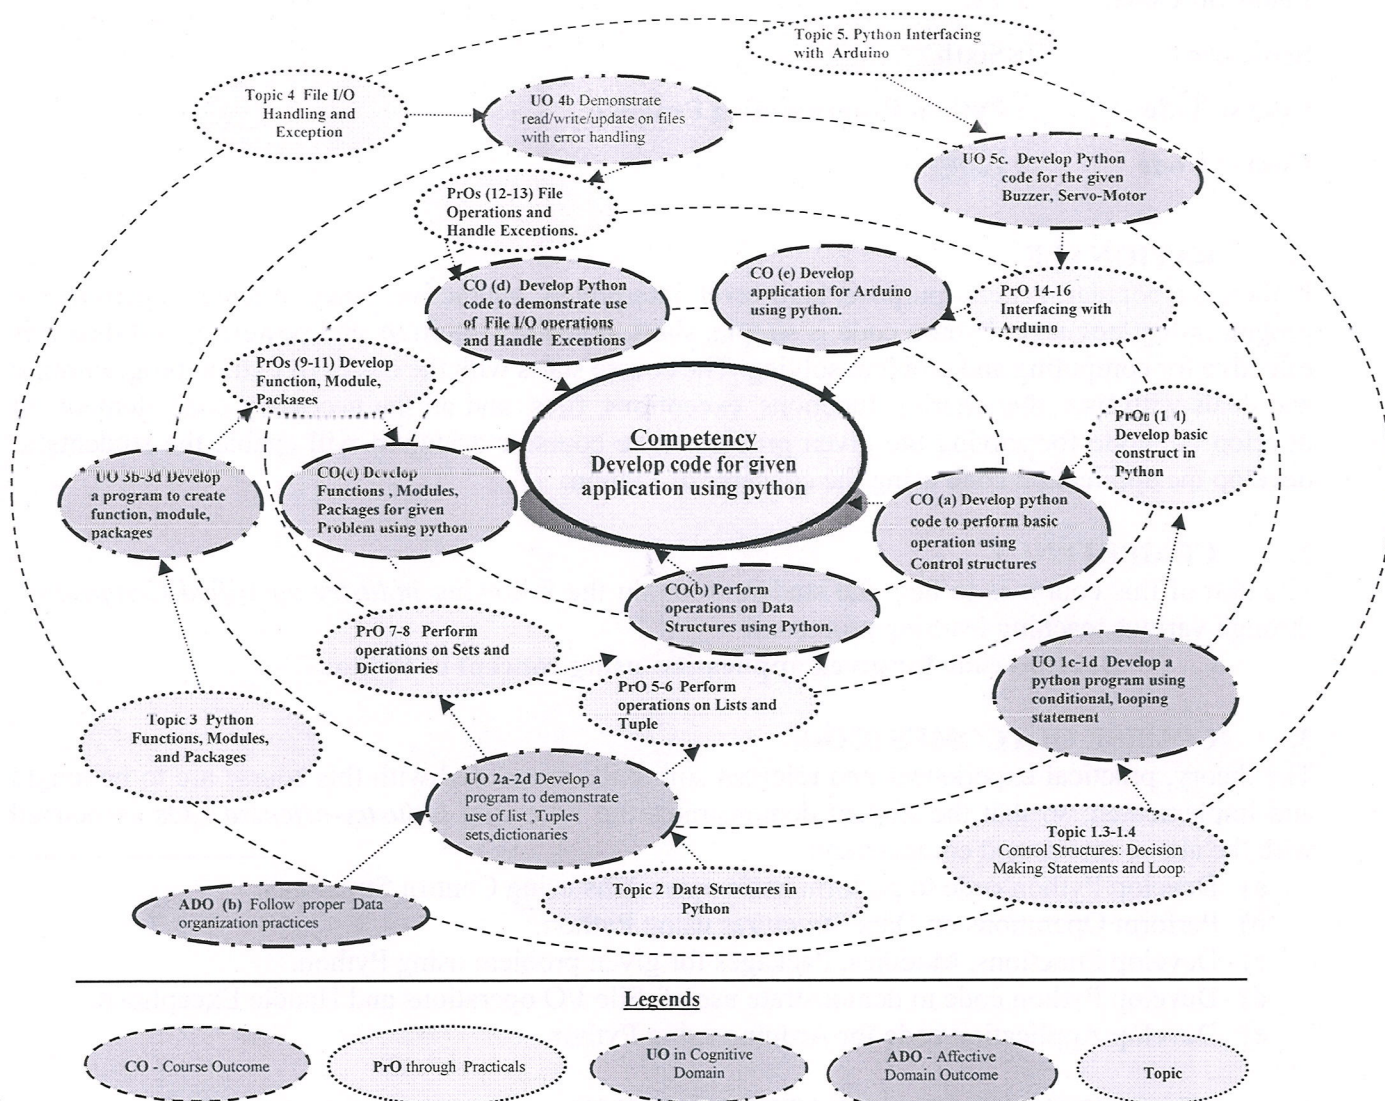 Topic 5. Python Interfacing
with Arduino
Topic 4 File I/O
Handling and
Exception
UO 4b Demonstrate
read/write/update on files
with error handling
UO 5c. Develop Python
code for the given
Buzzer, Servo-Motor
PrOs (12-13) File
Operations and
Handle Exceptions.
CO (d) Develop Python
code to demonstrate use
of File I/O operations
and Handle Exceptions
CO (e) Develop
application for Arduino
using python.
PrO 14-16
Interfacing with
Arduino
PrOs (9-11) Develop
Function, Module,
Packages
PrOs (1-4)
Develop basic
construct in
Python
Competency
Develop code for given
application using python
UO 3b-3d Develop
a program to create
function, module,
packages
CO(c) Develop
Functions , Modules,
Packages for given
Problem using python
CO (a) Develop python
code to perform basic
operation using
Control structures
CO(b) Perform
operations on Data
Structures using Python.
PrO 7-8 Perform
operations on Sets and
Dictionaries
PrO 5-6 Perform
operations on Lists and
Tuple
UO 1c-1d Develop a
python program using
conditional, looping
statement
Topic 3 Python
Functions, Modules,
and Packages
UO 2a-2d Develop a
program to demonstrate
use of list ,Tuples
sets,dictionaries
Topic 1.3-1.4
Control Structures: Decision
Making Statements and Loop
Topic 2 Data Structures in
Python
ADO (b) Follow proper Data
organization practices
Legends
CO - Course Outcome
PrO through Practicals
UO in Cognitive
Domain
ADO - Affective
Domain Outcome
Topic